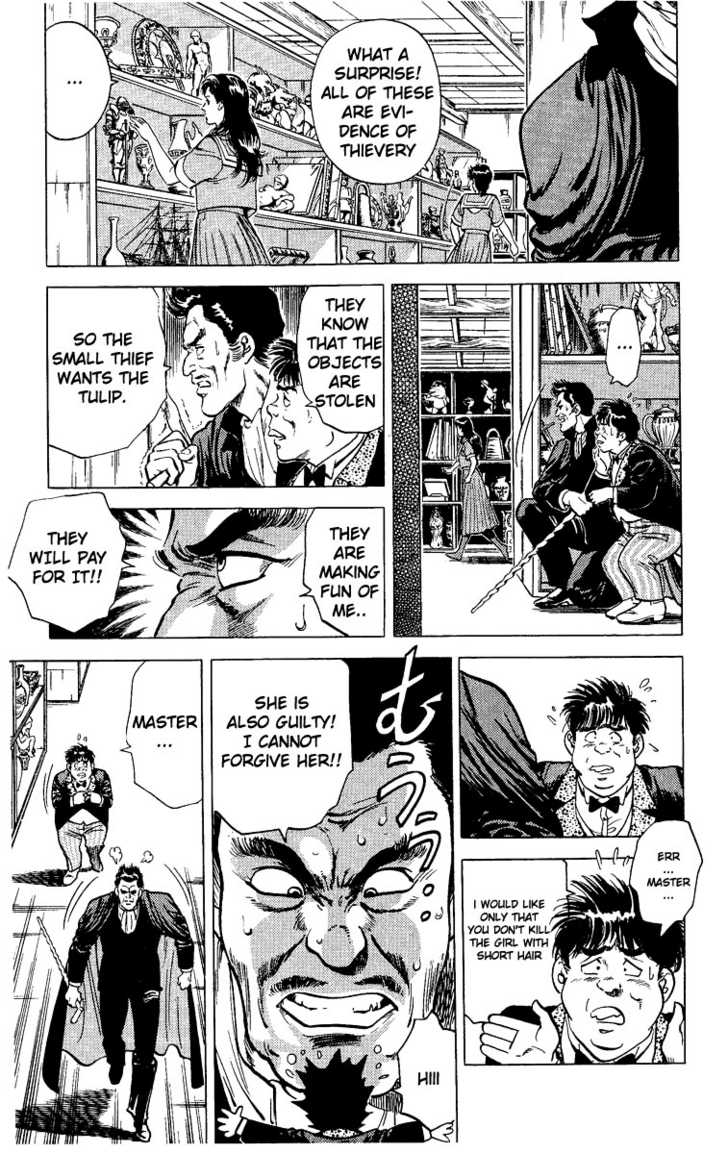 WHAT A
SURPRISE!
ALL OF THESE
ARE EVI-
DENCE OF
THIEVERY
...
...
THEY
KNOW
THAT THE
OBJECTS
ARE
STOLEN
SO THE
SMALL THIEF
WANTS THE
TULIP.
THEY
ARE
MAKING
FUN OF
ME..
THEY
WILL PAY
FOR IT!!
ERR
...
MASTER
...
I WOULD LIKE
ONLY THAT
YOU DON'T KILL
THE GIRL WITH
SHORT HAIR
SHE IS
ALSO GUILTY!
I CANNOT
FORGIVE HER!!
むううう
HIII
MASTER
...